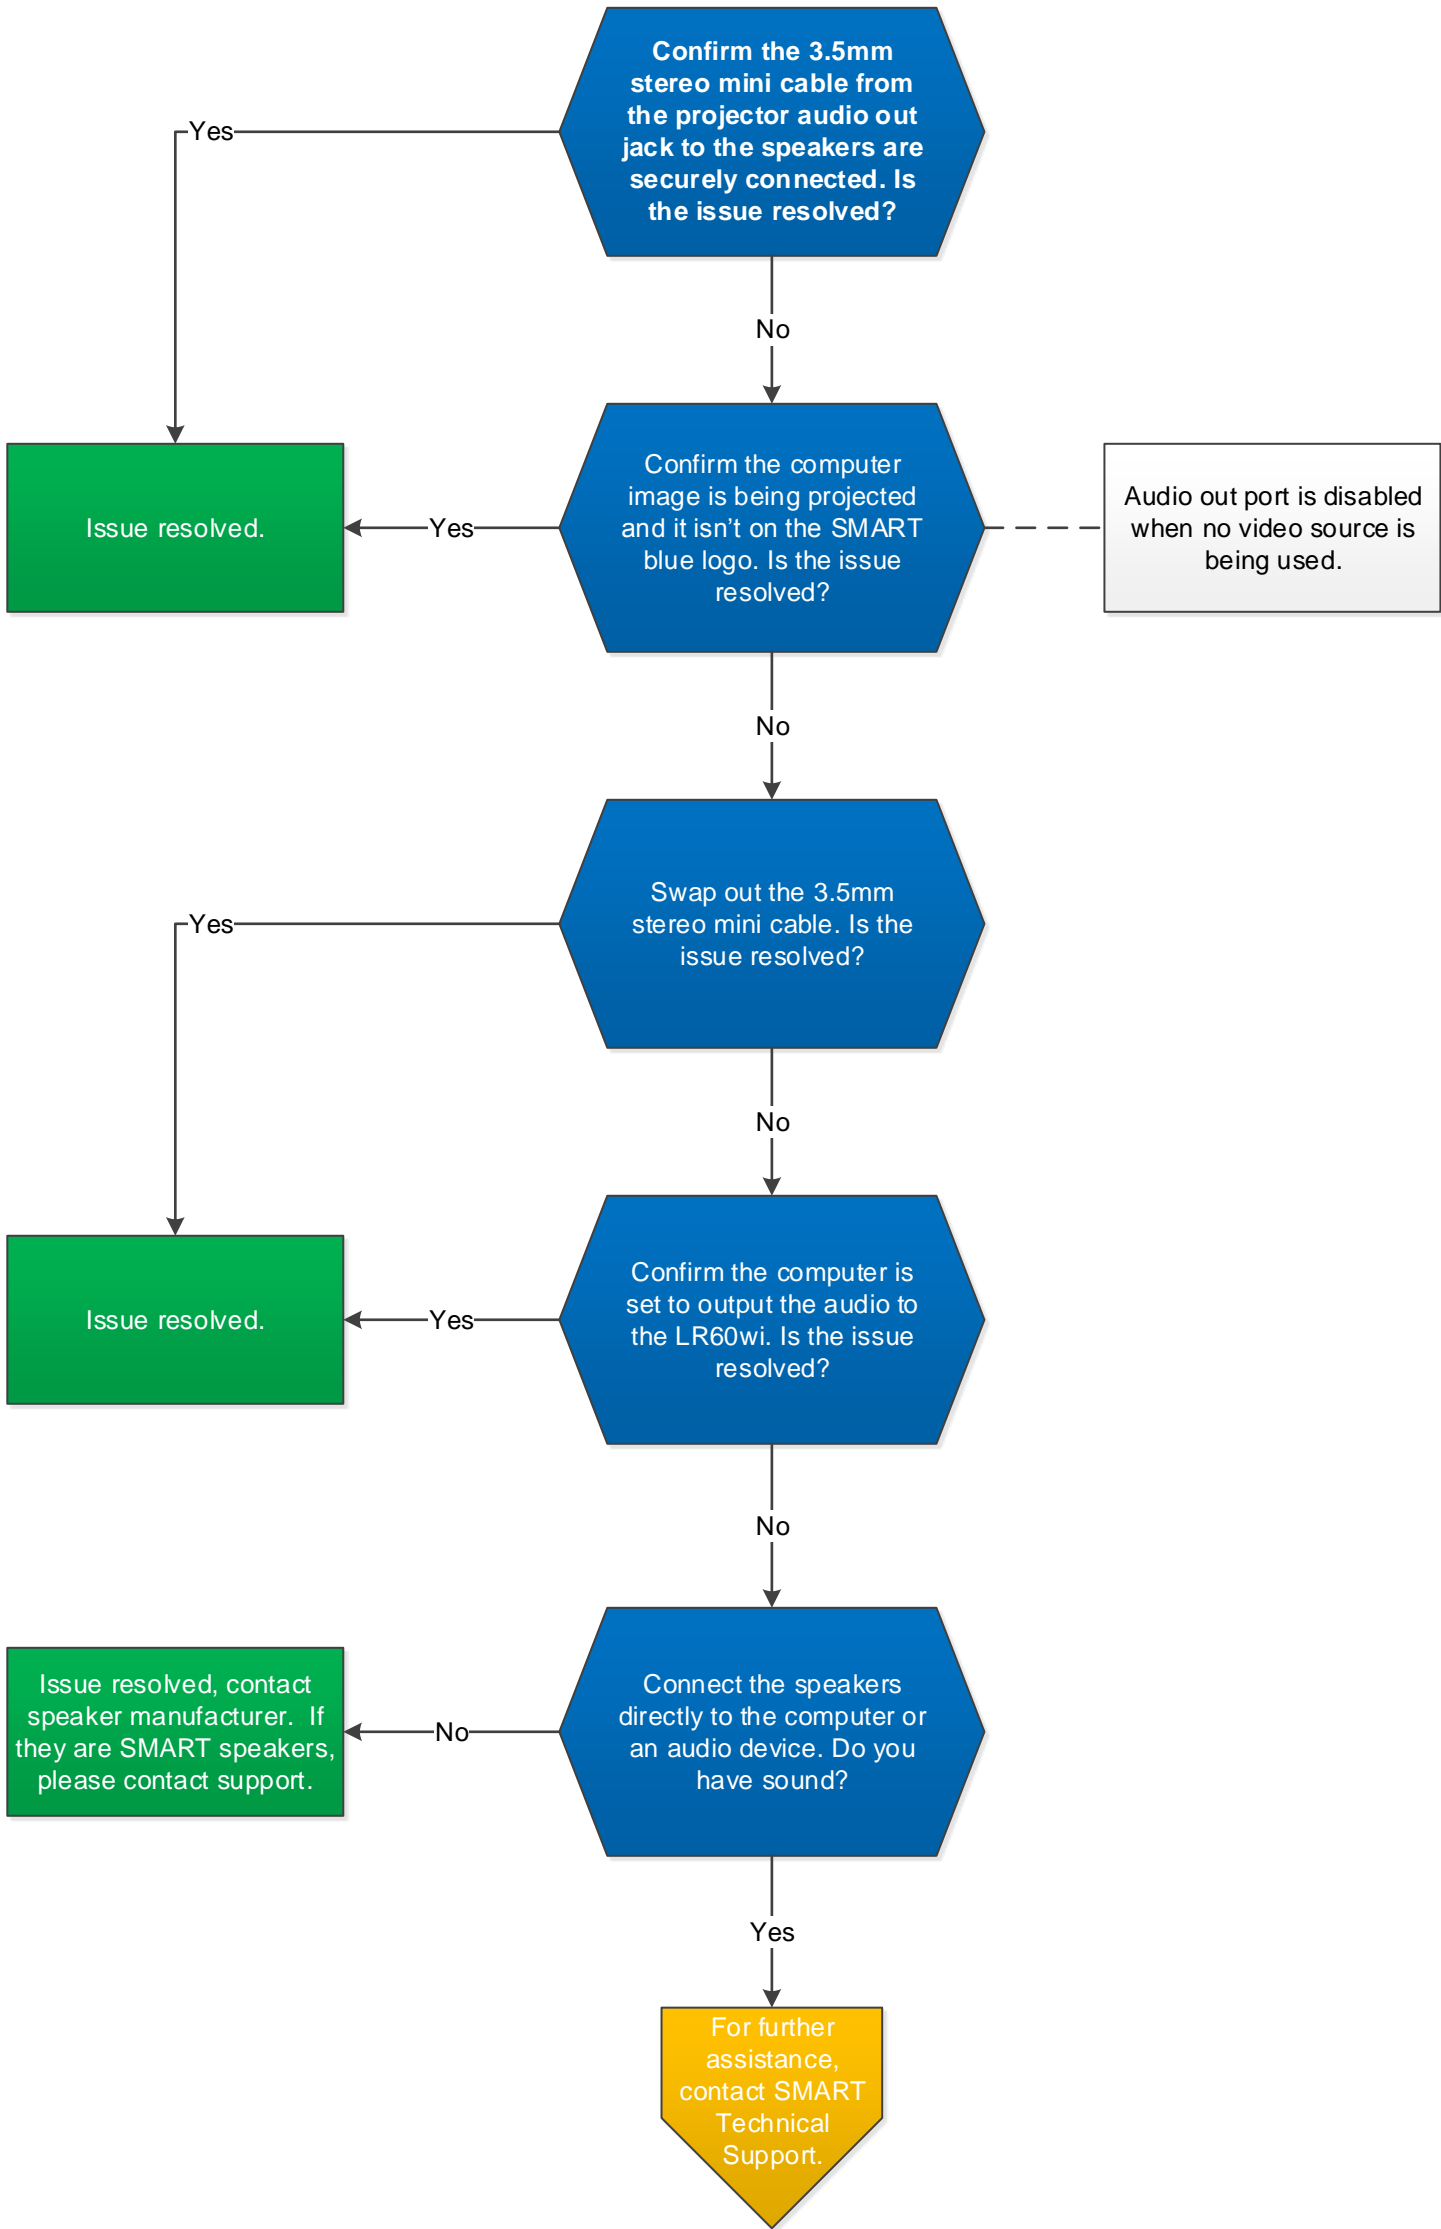 Confirm the 3.5mm
stereo mini cable from
the projector audio out
jack to the speakers are
securely connected. Is
the issue resolved?
Yes
No
Issue resolved.
Yes
Confirm the computer
image is being projected
and it isn’t on the SMART
blue logo. Is the issue
resolved?
Audio out port is disabled
when no video source is
being used.
No
Swap out the 3.5mm
stereo mini cable. Is the
issue resolved?
Yes
No
Issue resolved.
Yes
Confirm the computer is
set to output the audio to
the LR60wi. Is the issue
resolved?
No
Issue resolved, contact
speaker manufacturer.  If
they are SMART speakers,
please contact support.
No
Connect the speakers
directly to the computer or
an audio device. Do you
have sound?
Yes
For further
assistance,
contact SMART
Technical
Support.